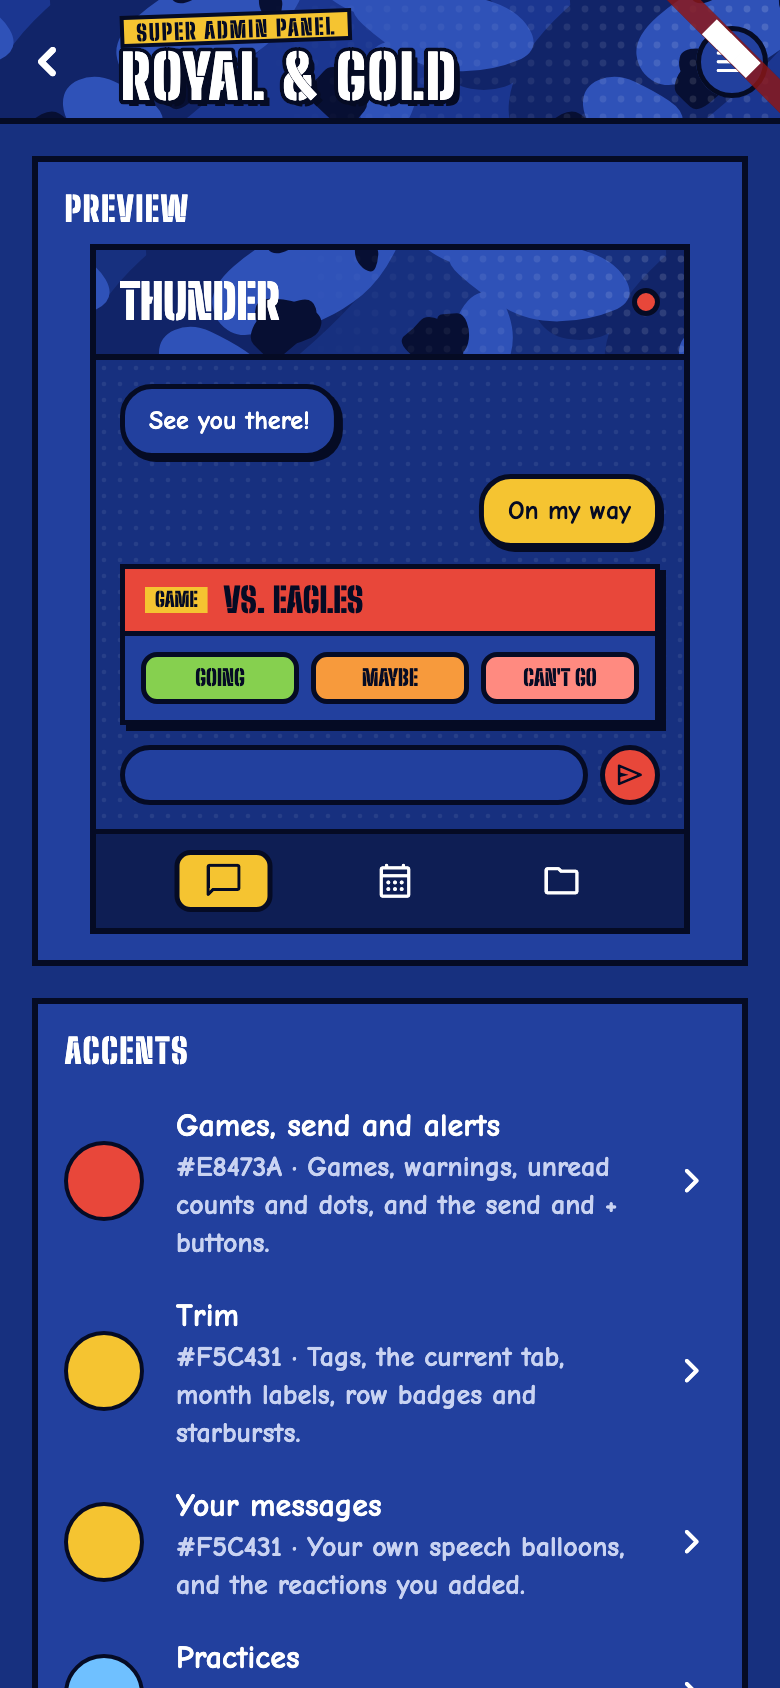 SUPER ADMIN PANEL
ROYAL & GOLD
PREVIEW
THUNDER
See you there!
On my way
GAME VS. EAGLES
GOING MAYBE CAN'T GO
ACCENTS
Games, send and alerts
#E8473A · Games, warnings, unread
counts and dots, and the send and +
buttons.
Trim
#F5C431 · Tags, the current tab,
month labels, row badges and
starbursts.
Your messages
#F5C431 · Your own speech balloons,
and the reactions you added.
Practices